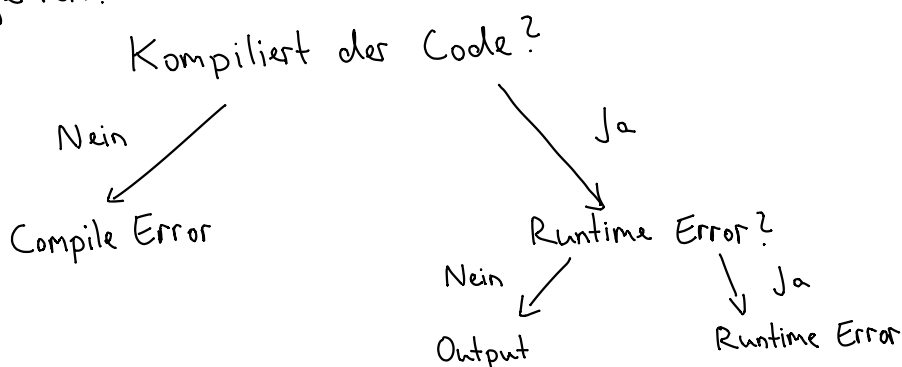 Kompiliert der Code?
Nein
Ja
Compile Error
Runtime Error?
Nein
Ja
Output
Runtime Error